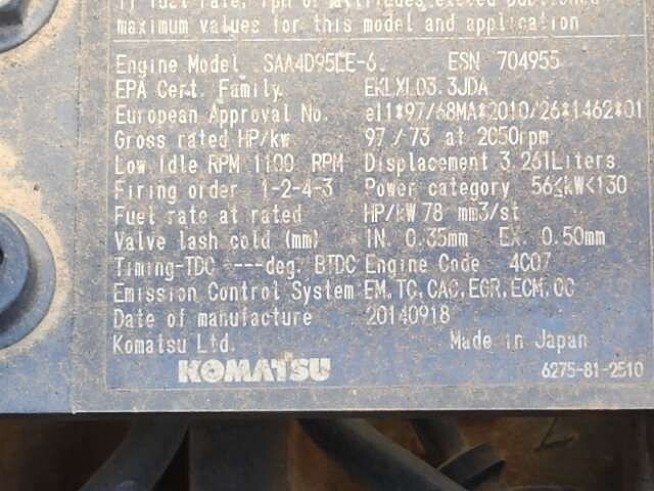 maximum values for this model and application
Engine Model SAA4D95LE-6. ESN 704955
EPA Cert. Family. EKLXL03.3JDA
European Approval No. e11*97/68MA*2010/26*1462*01
Gross rated HP/kw 97 / 73 at 2050rpm
Low Idle RPM 1100 RPM Displacement 3.261Liters
Firing order 1-2-4-3 Power category 56≤kW<130
Fuel rate at rated HP/kW 78 mm3/st
Valve lash cold (mm) IN. 0.35mm EX. 0.50mm
Timing-TDC ---deg. BTDC Engine Code 4C07
Emission Control System EM,TC,CAC,EGR,ECM,OC
Date of manufacture 20140918
Komatsu Ltd. Made in Japan
KOMATSU 6275-81-2510